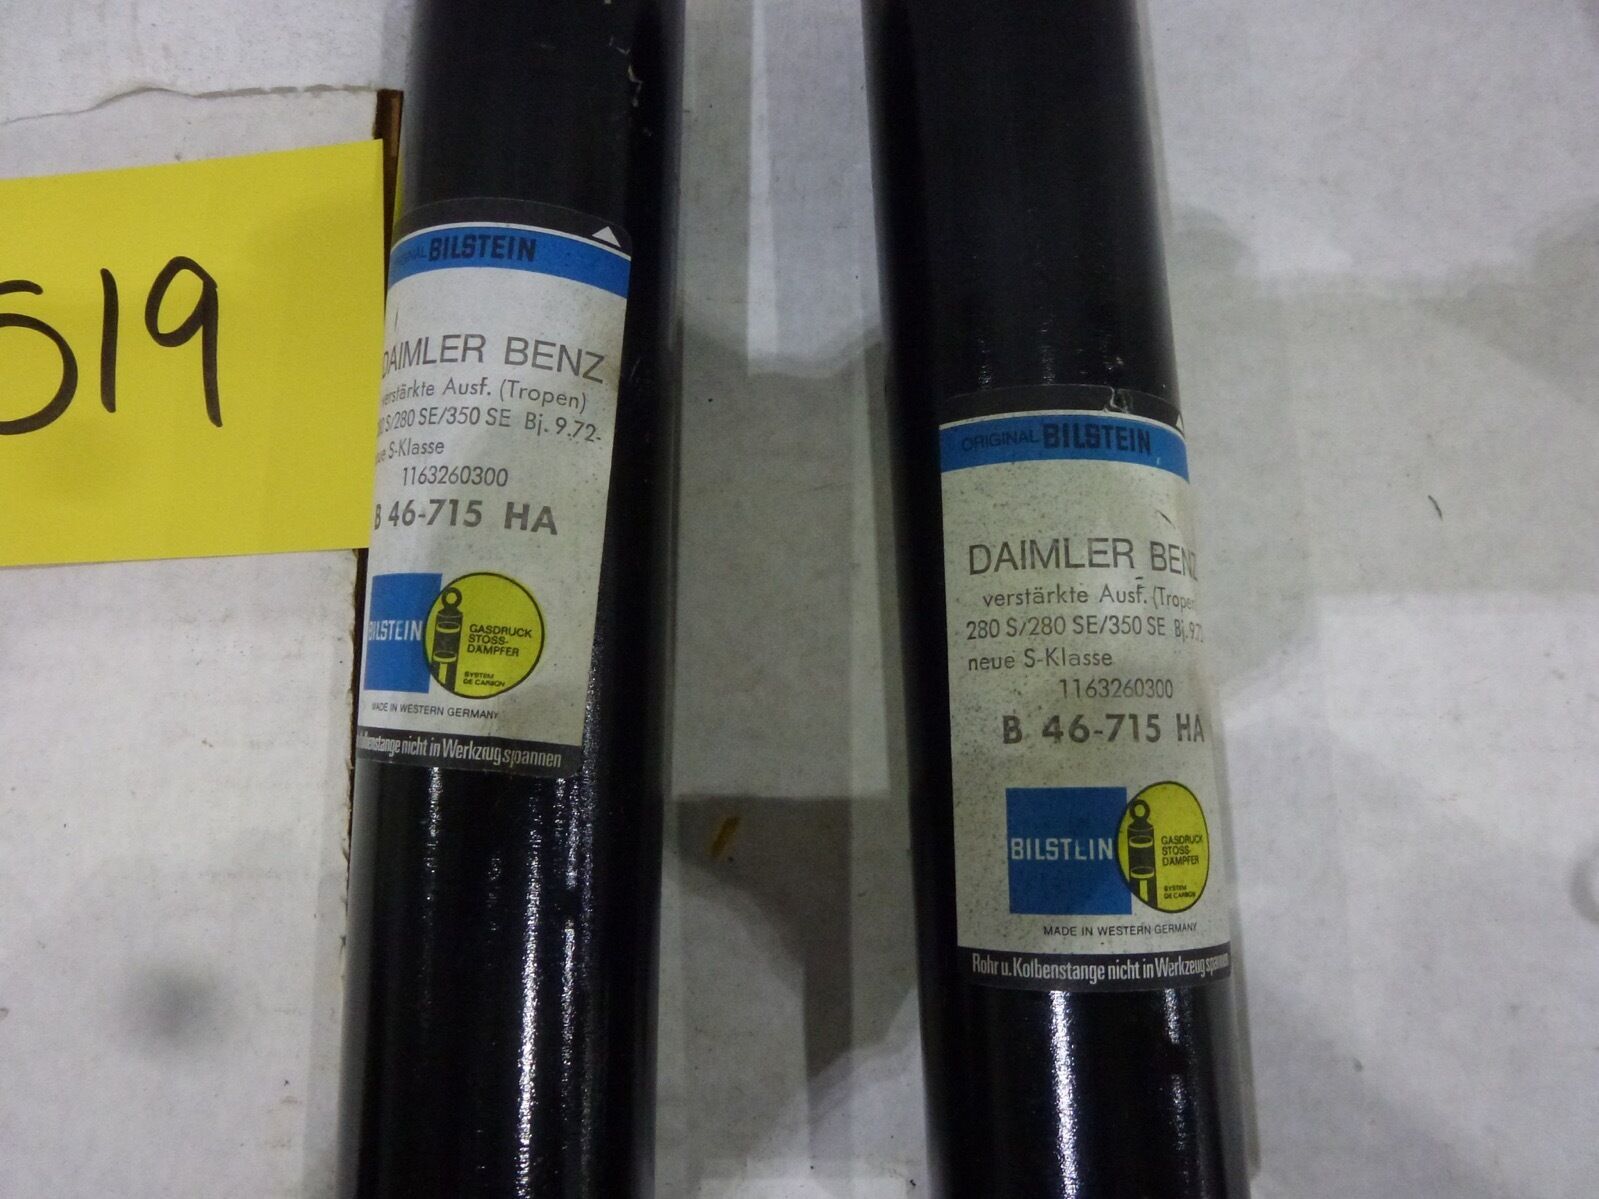 519
BILSTEIN
DAIMLER BENZ
verstärkte Ausf. (Tropen)
S/280 SE/350 SE Bj. 9.72-
S-Klasse
1163260300
B 46-715 HA
BILSTEIN
GASDRUCK
STOSS-
DÄMPFER
SYSTEM
DE CARBON
MADE IN WESTERN GERMANY
Kolbenstange nicht in Werkzeug spannen
ORIGINAL BILSTEIN
DAIMLER BENZ
verstärkte Ausf. (Tropen
280 S/280 SE/350 SE Bj. 9.72
neue S-Klasse
1163260300
B 46-715 HA
BILSTEIN
GASDRUCK
STOSS-
DÄMPFER
SYSTEM
DE CARBON
MADE IN WESTERN GERMANY
Rohr u. Kolbenstange nicht in Werkzeug spannen